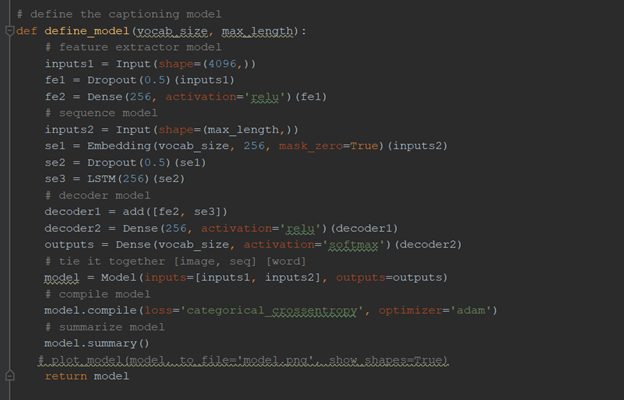 # define the captioning model
def define_model(vocab_size, max_length):
    # feature extractor model
    inputs1 = Input(shape=(4096,))
    fe1 = Dropout(0.5)(inputs1)
    fe2 = Dense(256, activation='relu')(fe1)
    # sequence model
    inputs2 = Input(shape=(max_length,))
    se1 = Embedding(vocab_size, 256, mask_zero=True)(inputs2)
    se2 = Dropout(0.5)(se1)
    se3 = LSTM(256)(se2)
    # decoder model
    decoder1 = add([fe2, se3])
    decoder2 = Dense(256, activation='relu')(decoder1)
    outputs = Dense(vocab_size, activation='softmax')(decoder2)
    # tie it together [image, seq] [word]
    model = Model(inputs=[inputs1, inputs2], outputs=outputs)
    # compile model
    model.compile(loss='categorical_crossentropy', optimizer='adam')
    # summarize model
    model.summary()
   # plot_model(model, to_file='model.png', show_shapes=True)
    return model